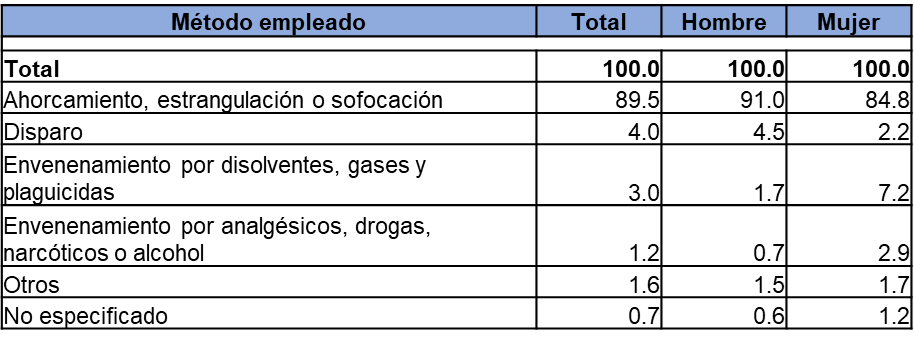 Método empleado Total Hombre Mujer
Total 100.0 100.0 100.0
Ahorcamiento, estrangulación o sofocación 89.5 91.0 84.8
Disparo 4.0 4.5 2.2
Envenenamiento por disolventes, gases y
plaguicidas 3.0 1.7 7.2
Envenenamiento por analgésicos, drogas,
narcóticos o alcohol 1.2 0.7 2.9
Otros 1.6 1.5 1.7
No especificado 0.7 0.6 1.2